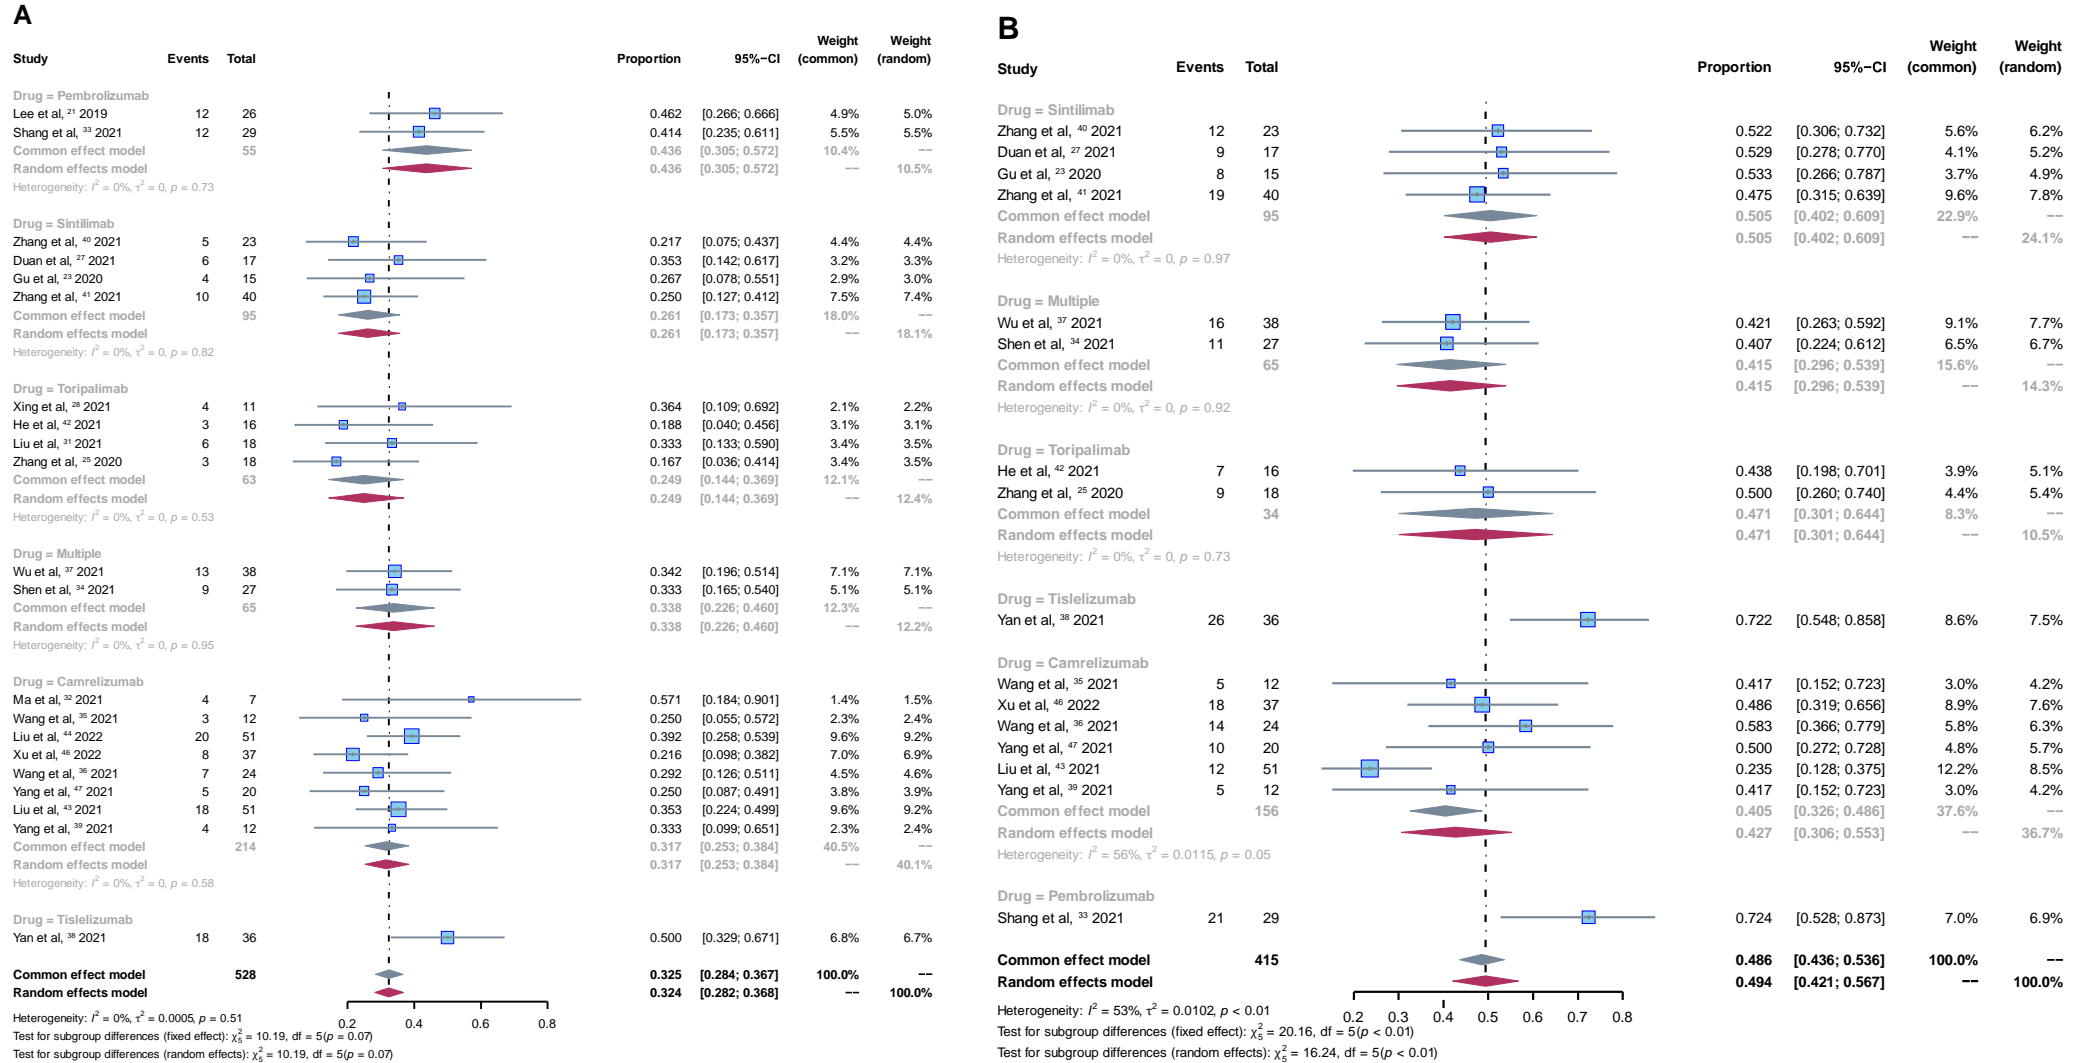 A
Weight Weight
Study Events Total Proportion 95%−CI (common) (random)
Drug = Pembrolizumab
Lee et al, 21 2019 12 26 0.462 [0.266; 0.666] 4.9% 5.0%
Shang et al, 33 2021 12 29 0.414 [0.235; 0.611] 5.5% 5.5%
Common effect model 55 0.436 [0.305; 0.572] 10.4% −−
Random effects model 0.436 [0.305; 0.572] −− 10.5%
Heterogeneity: I² = 0%, τ² = 0, p = 0.73
Drug = Sintilimab
Zhang et al, 40 2021 5 23 0.217 [0.075; 0.437] 4.4% 4.4%
Duan et al, 27 2021 6 17 0.353 [0.142; 0.617] 3.2% 3.3%
Gu et al, 23 2020 4 15 0.267 [0.078; 0.551] 2.9% 3.0%
Zhang et al, 41 2021 10 40 0.250 [0.127; 0.412] 7.5% 7.4%
Common effect model 95 0.261 [0.173; 0.357] 18.0% −−
Random effects model 0.261 [0.173; 0.357] −− 18.1%
Heterogeneity: I² = 0%, τ² = 0, p = 0.82
Drug = Toripalimab
Xing et al, 28 2021 4 11 0.364 [0.109; 0.692] 2.1% 2.2%
He et al, 42 2021 3 16 0.188 [0.040; 0.456] 3.1% 3.1%
Liu et al, 31 2021 6 18 0.333 [0.133; 0.590] 3.4% 3.5%
Zhang et al, 25 2020 3 18 0.167 [0.036; 0.414] 3.4% 3.5%
Common effect model 63 0.249 [0.144; 0.369] 12.1% −−
Random effects model 0.249 [0.144; 0.369] −− 12.4%
Heterogeneity: I² = 0%, τ² = 0, p = 0.53
Drug = Multiple
Wu et al, 37 2021 13 38 0.342 [0.196; 0.514] 7.1% 7.1%
Shen et al, 34 2021 9 27 0.333 [0.165; 0.540] 5.1% 5.1%
Common effect model 65 0.338 [0.226; 0.460] 12.3% −−
Random effects model 0.338 [0.226; 0.460] −− 12.2%
Heterogeneity: I² = 0%, τ² = 0, p = 0.95
Drug = Camrelizumab
Ma et al, 32 2021 4 7 0.571 [0.184; 0.901] 1.4% 1.5%
Wang et al, 35 2021 3 12 0.250 [0.055; 0.572] 2.3% 2.4%
Liu et al, 44 2022 20 51 0.392 [0.258; 0.539] 9.6% 9.2%
Xu et al, 46 2022 8 37 0.216 [0.098; 0.382] 7.0% 6.9%
Wang et al, 36 2021 7 24 0.292 [0.126; 0.511] 4.5% 4.6%
Yang et al, 47 2021 5 20 0.250 [0.087; 0.491] 3.8% 3.9%
Liu et al, 43 2021 18 51 0.353 [0.224; 0.499] 9.6% 9.2%
Yang et al, 39 2021 4 12 0.333 [0.099; 0.651] 2.3% 2.4%
Common effect model 214 0.317 [0.253; 0.384] 40.5% −−
Random effects model 0.317 [0.253; 0.384] −− 40.1%
Heterogeneity: I² = 0%, τ² = 0, p = 0.58
Drug = Tislelizumab
Yan et al, 38 2021 18 36 0.500 [0.329; 0.671] 6.8% 6.7%
Common effect model 528 0.325 [0.284; 0.367] 100.0% −−
Random effects model 0.324 [0.282; 0.368] −− 100.0%
Heterogeneity: I² = 0%, τ² = 0.0005, p = 0.51
0.2 0.4 0.6 0.8
Test for subgroup differences (fixed effect): χ²₅ = 10.19, df = 5(p = 0.07)
Test for subgroup differences (random effects): χ²₅ = 10.19, df = 5(p = 0.07)
B
Weight Weight
Study Events Total Proportion 95%−CI (common) (random)
Drug = Sintilimab
Zhang et al, 40 2021 12 23 0.522 [0.306; 0.732] 5.6% 6.2%
Duan et al, 27 2021 9 17 0.529 [0.278; 0.770] 4.1% 5.2%
Gu et al, 23 2020 8 15 0.533 [0.266; 0.787] 3.7% 4.9%
Zhang et al, 41 2021 19 40 0.475 [0.315; 0.639] 9.6% 7.8%
Common effect model 95 0.505 [0.402; 0.609] 22.9% −−
Random effects model 0.505 [0.402; 0.609] −− 24.1%
Heterogeneity: I² = 0%, τ² = 0, p = 0.97
Drug = Multiple
Wu et al, 37 2021 16 38 0.421 [0.263; 0.592] 9.1% 7.7%
Shen et al, 34 2021 11 27 0.407 [0.224; 0.612] 6.5% 6.7%
Common effect model 65 0.415 [0.296; 0.539] 15.6% −−
Random effects model 0.415 [0.296; 0.539] −− 14.3%
Heterogeneity: I² = 0%, τ² = 0, p = 0.92
Drug = Toripalimab
He et al, 42 2021 7 16 0.438 [0.198; 0.701] 3.9% 5.1%
Zhang et al, 25 2020 9 18 0.500 [0.260; 0.740] 4.4% 5.4%
Common effect model 34 0.471 [0.301; 0.644] 8.3% −−
Random effects model 0.471 [0.301; 0.644] −− 10.5%
Heterogeneity: I² = 0%, τ² = 0, p = 0.73
Drug = Tislelizumab
Yan et al, 38 2021 26 36 0.722 [0.548; 0.858] 8.6% 7.5%
Drug = Camrelizumab
Wang et al, 35 2021 5 12 0.417 [0.152; 0.723] 3.0% 4.2%
Xu et al, 46 2022 18 37 0.486 [0.319; 0.656] 8.9% 7.6%
Wang et al, 36 2021 14 24 0.583 [0.366; 0.779] 5.8% 6.3%
Yang et al, 47 2021 10 20 0.500 [0.272; 0.728] 4.8% 5.7%
Liu et al, 43 2021 12 51 0.235 [0.128; 0.375] 12.2% 8.5%
Yang et al, 39 2021 5 12 0.417 [0.152; 0.723] 3.0% 4.2%
Common effect model 156 0.405 [0.326; 0.486] 37.6% −−
Random effects model 0.427 [0.306; 0.553] −− 36.7%
Heterogeneity: I² = 56%, τ² = 0.0115, p = 0.05
Drug = Pembrolizumab
Shang et al, 33 2021 21 29 0.724 [0.528; 0.873] 7.0% 6.9%
Common effect model 415 0.486 [0.436; 0.536] 100.0% −−
Random effects model 0.494 [0.421; 0.567] −− 100.0%
Heterogeneity: I² = 53%, τ² = 0.0102, p < 0.01
0.2 0.3 0.4 0.5 0.6 0.7 0.8
Test for subgroup differences (fixed effect): χ²₅ = 20.16, df = 5(p < 0.01)
Test for subgroup differences (random effects): χ²₅ = 16.24, df = 5(p < 0.01)